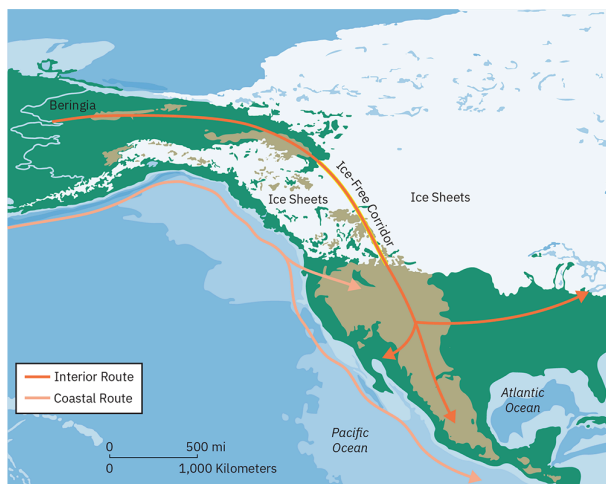 Beringia
Ice-Free Corridor
Ice Sheets
Ice Sheets
Interior Route
Coastal Route
Atlantic
Ocean
Pacific
Ocean
0 500 mi
0 1,000 Kilometers